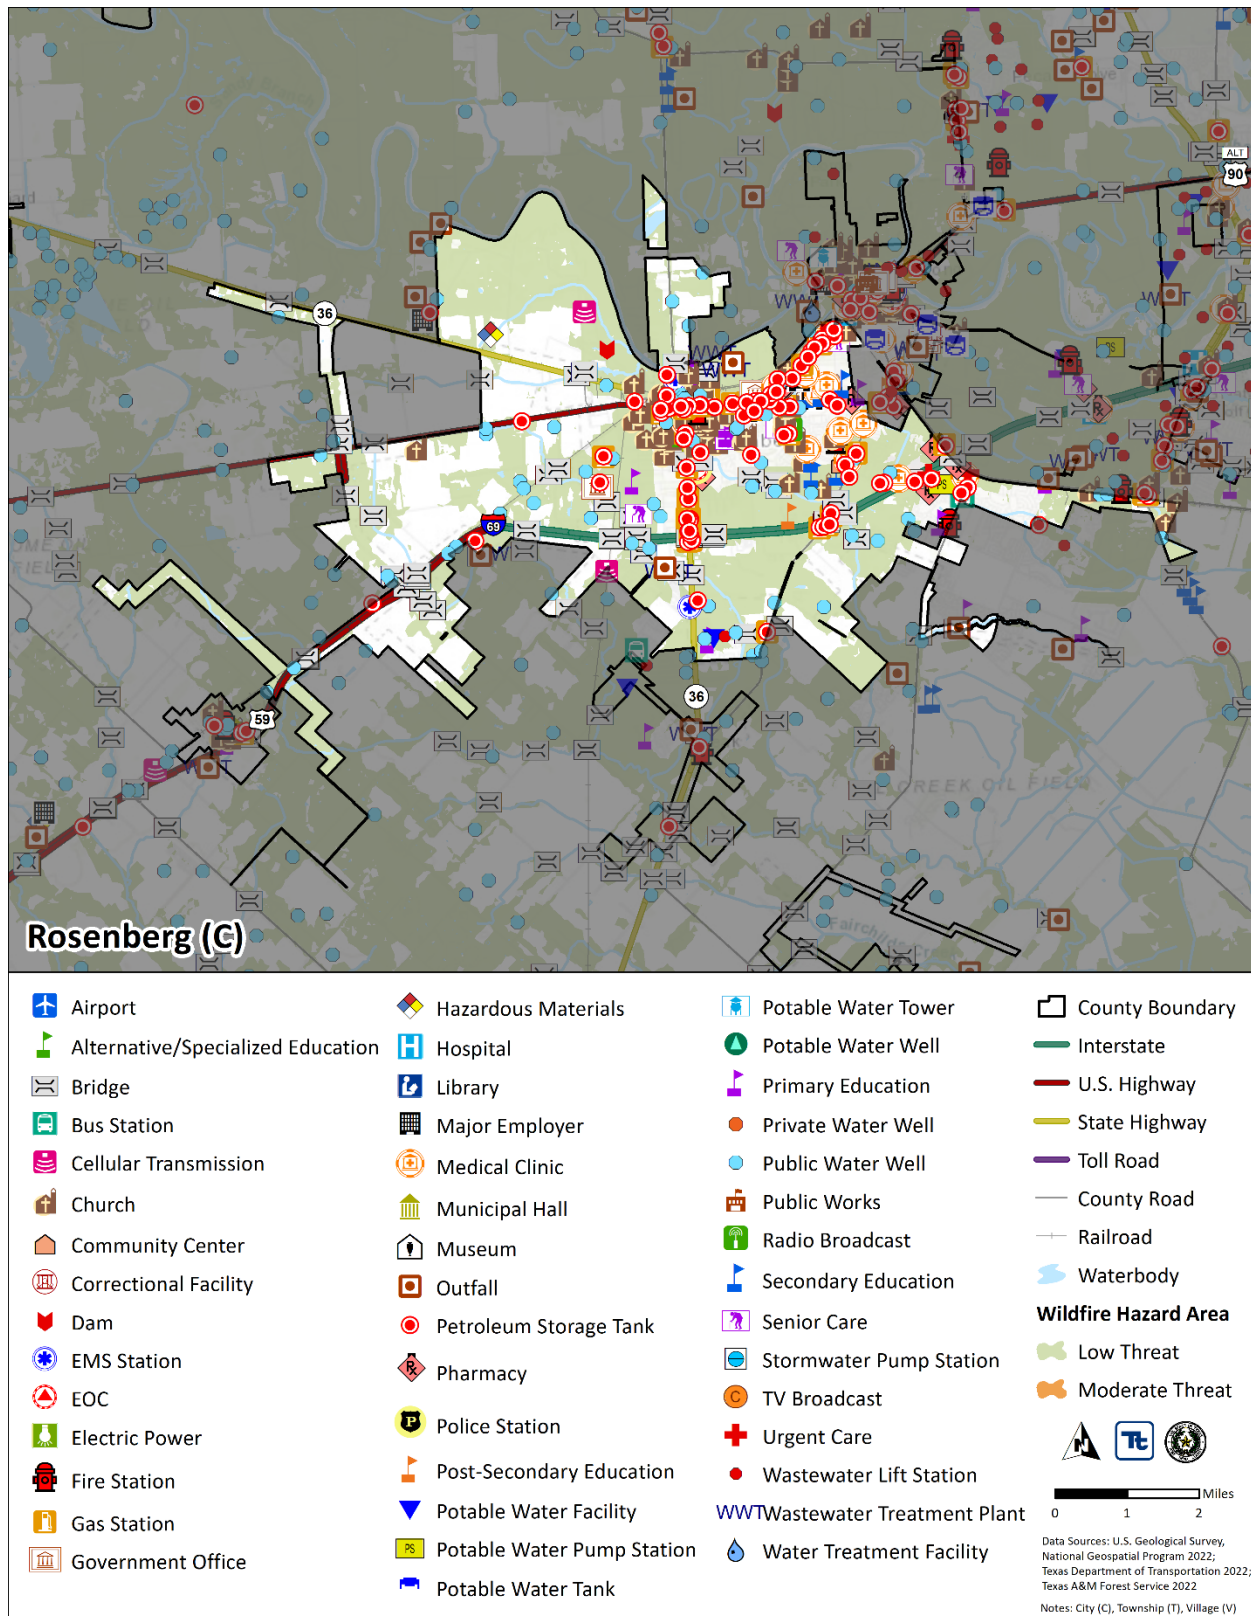 ALT
90
36
69
59
36
CREEK OIL FIELD
Rosenberg (C)
Airport
Alternative/Specialized Education
Bridge
Bus Station
Cellular Transmission
Church
Community Center
Correctional Facility
Dam
EMS Station
EOC
Electric Power
Fire Station
Gas Station
Government Office
Hazardous Materials
Hospital
Library
Major Employer
Medical Clinic
Municipal Hall
Museum
Outfall
Petroleum Storage Tank
Pharmacy
Police Station
Post-Secondary Education
Potable Water Facility
PS Potable Water Pump Station
Potable Water Tank
Potable Water Tower
Potable Water Well
Primary Education
Private Water Well
Public Water Well
Public Works
Radio Broadcast
Secondary Education
Senior Care
Stormwater Pump Station
C TV Broadcast
Urgent Care
Wastewater Lift Station
WWT Wastewater Treatment Plant
Water Treatment Facility
County Boundary
Interstate
U.S. Highway
State Highway
Toll Road
County Road
Railroad
Waterbody
Wildfire Hazard Area
Low Threat
Moderate Threat
N
Tt
Miles
0 1 2
Data Sources: U.S. Geological Survey,
National Geospatial Program 2022;
Texas Department of Transportation 2022;
Texas A&M Forest Service 2022
Notes: City (C), Township (T), Village (V)